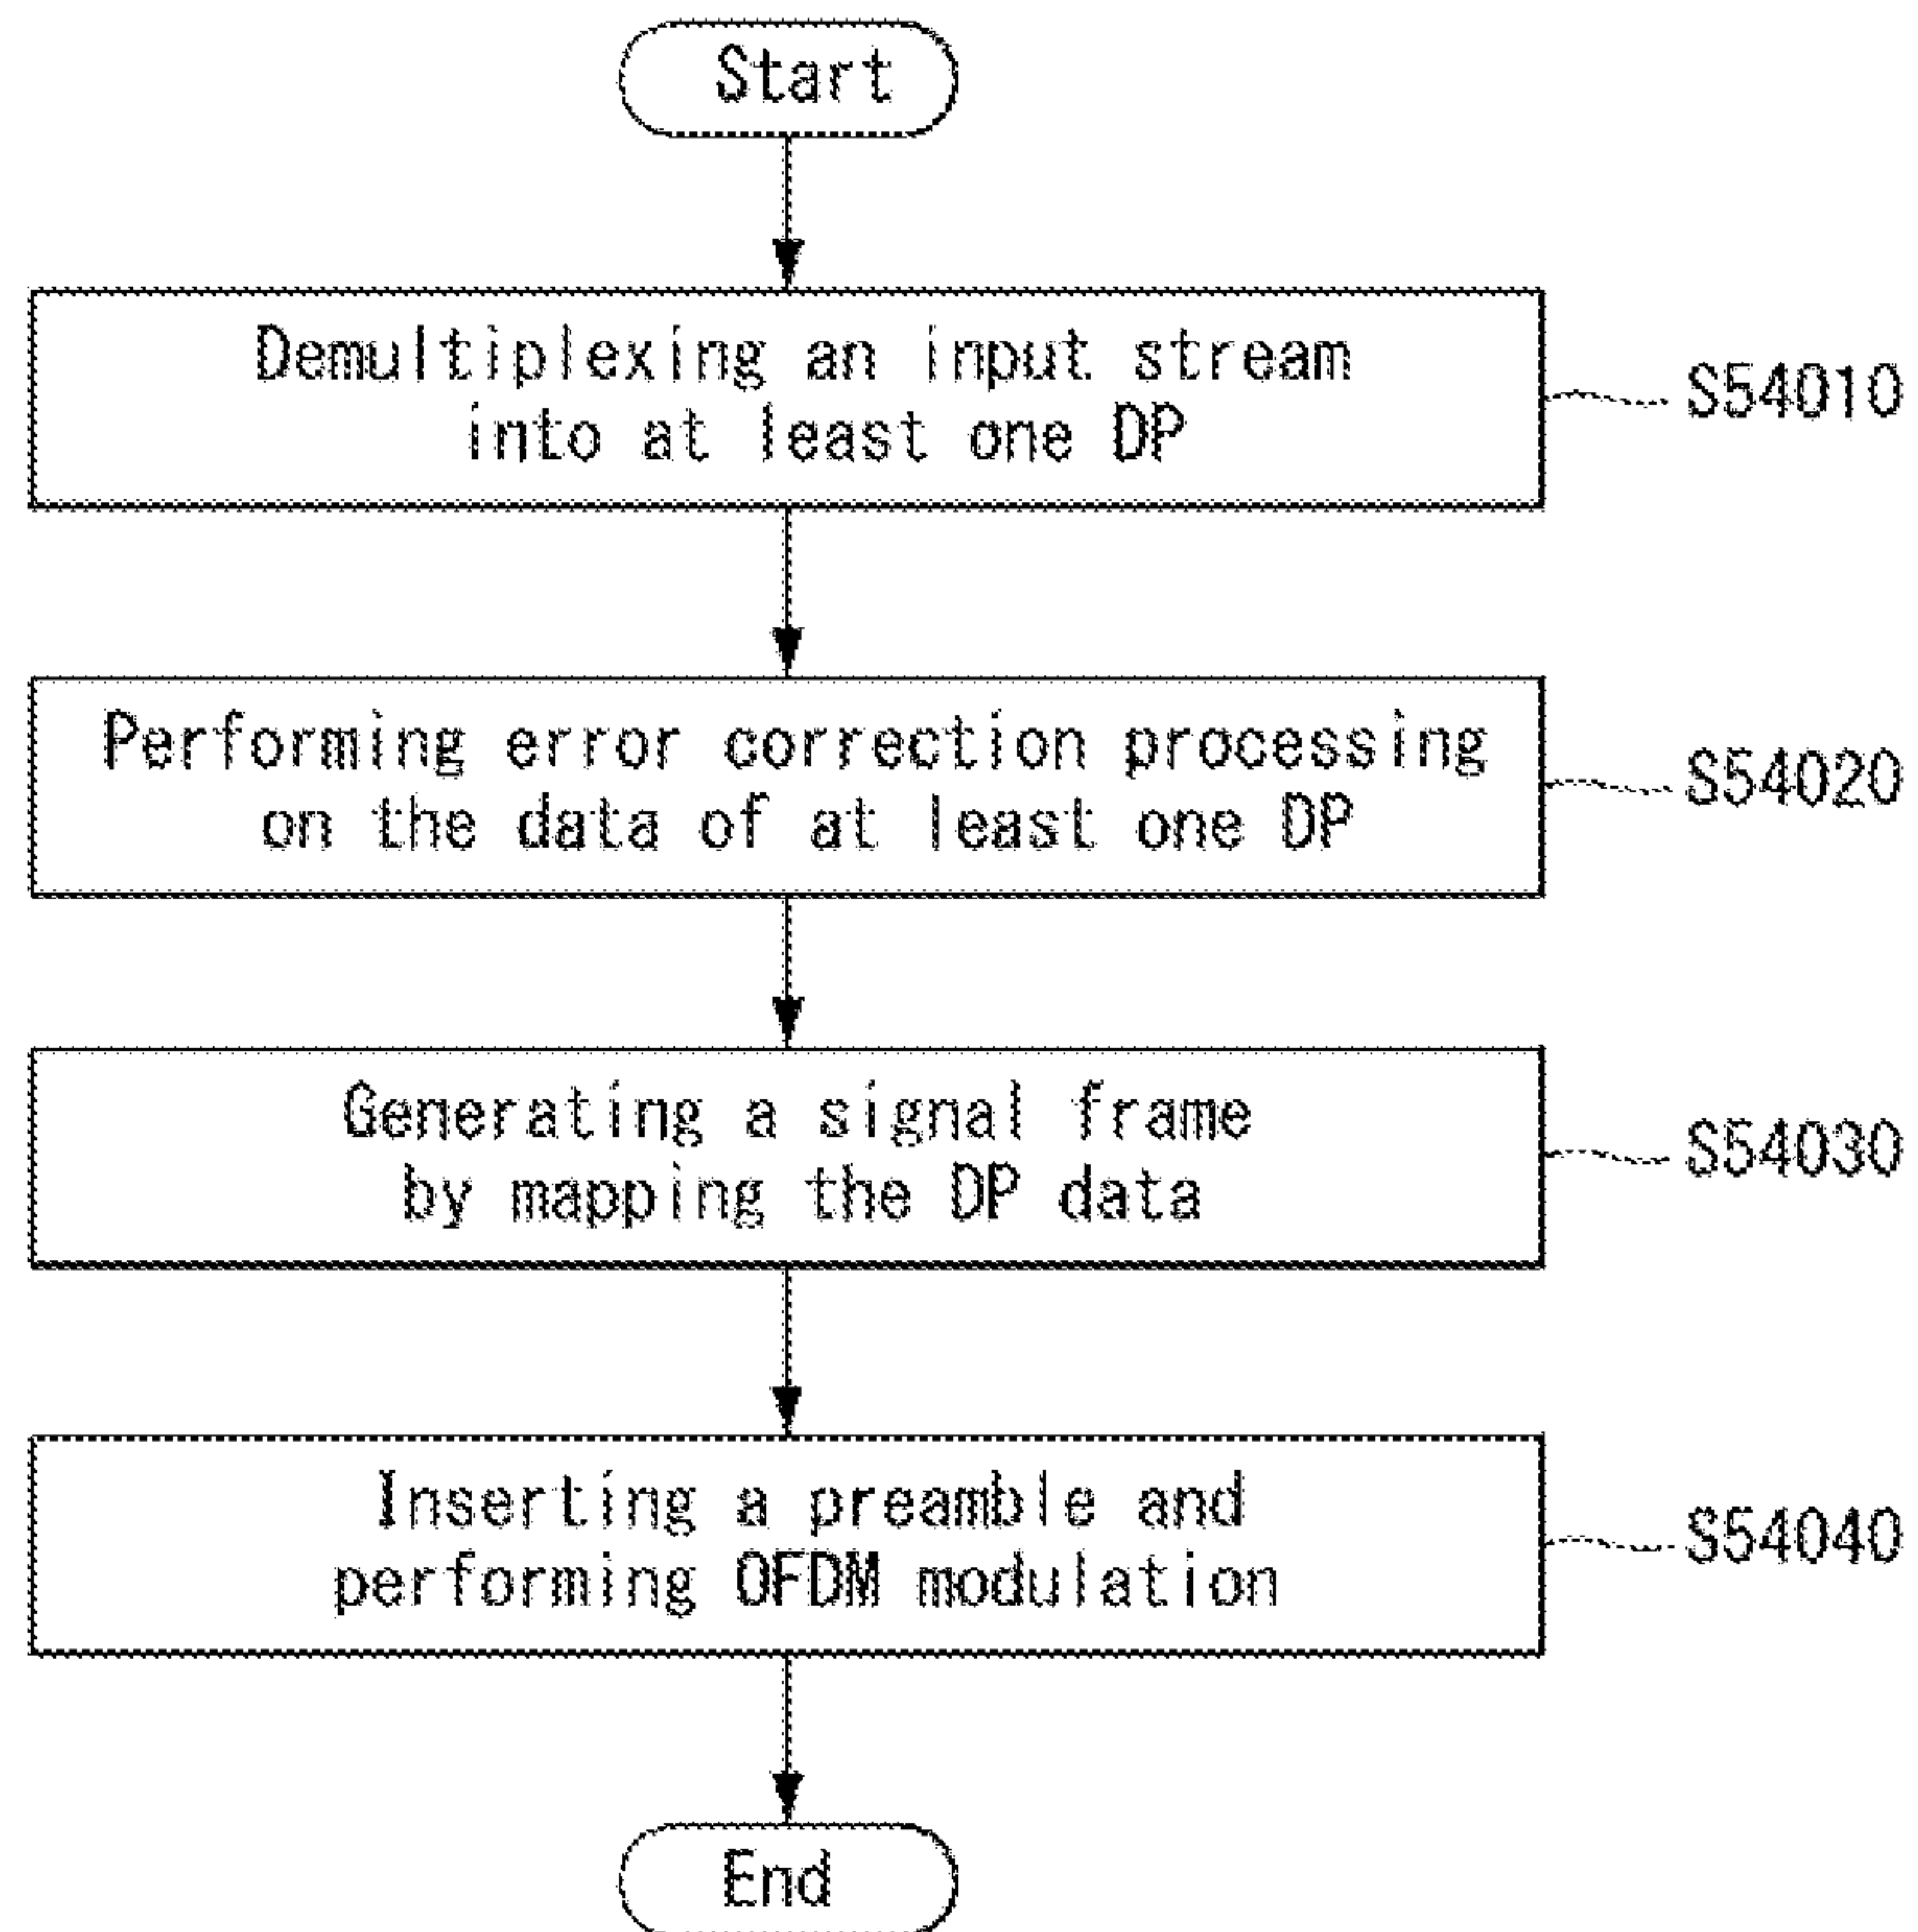 Start
Demultiplexing an input stream
into at least one DP
S54010
Performing error correction processing
on the data of at least one DP
S54020
Generating a signal frame
by mapping the DP data
S54030
Inserting a preamble and
performing OFDM modulation
S54040
End